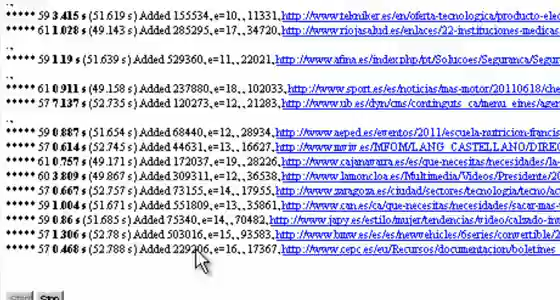 ***** 59 3.415 s (51.619 s) Added 155534,e=10,,11331,http://www.tekniker.es/en/oferta-tecnologica/producto-ele
***** 61 1.028 s (49.143 s) Added 285295,e=17,,34720,http://www.riojasalud.es/enlaces/22-instituciones-medicas
***** 59 1.19 s (51.639 s) Added 529360,e=11,,22021,http://www.afina.es/index.php/pt/Solucoes/Seguranca/Segur
***** 61 0.911 s (49.158 s) Added 237880,e=18,,102033,http://www.sport.es/es/noticias/mas-motor/20110618/che
***** 57 7.137 s (52.735 s) Added 120273,e=12,,21283,http://www.ub.es/dyn/cms/continguts_ca/menu_eines/agen
***** 59 0.887 s (51.654 s) Added 68440,e=12,,28934,http://www.aeped.es/eventos/2011/escuela-nutricion-francis
***** 57 0.614 s (52.745 s) Added 44631,e=13,,16627,http://www.mviv.es/MFOM/LANG_CASTELLANO/DIREC
***** 61 0.757 s (49.171 s) Added 172037,e=19,,28226,http://www.cajanavarra.es/es/que-necesitas/necesidades/la-
***** 60 3.809 s (49.867 s) Added 309311,e=12,,36538,http://www.lamoncloa.es/Multimedia/Videos/Presidente/20
***** 57 0.667 s (52.757 s) Added 73155,e=14,,17955,http://www.zaragoza.es/ciudad/sectores/tecnologia/tecno/ac
***** 59 1.004 s (51.671 s) Added 551809,e=13,,35861,http://www.can.es/ca/que-necesitas/necesidades/sacar-mas-
***** 59 0.86 s (51.685 s) Added 75340,e=14,,70482,http://www.japy.es/estilo/mujer/tendencias/video/calzado-in
***** 57 1.306 s (52.78 s) Added 503016,e=15,,93583,http://www.bmw.es/es/es/newvehicles/6series/convertible/2
***** 57 0.468 s (52.788 s) Added 229206,e=16,,17367,http://www.cepc.es/eu/Recursos/documentacion/boletines_
Start Stop